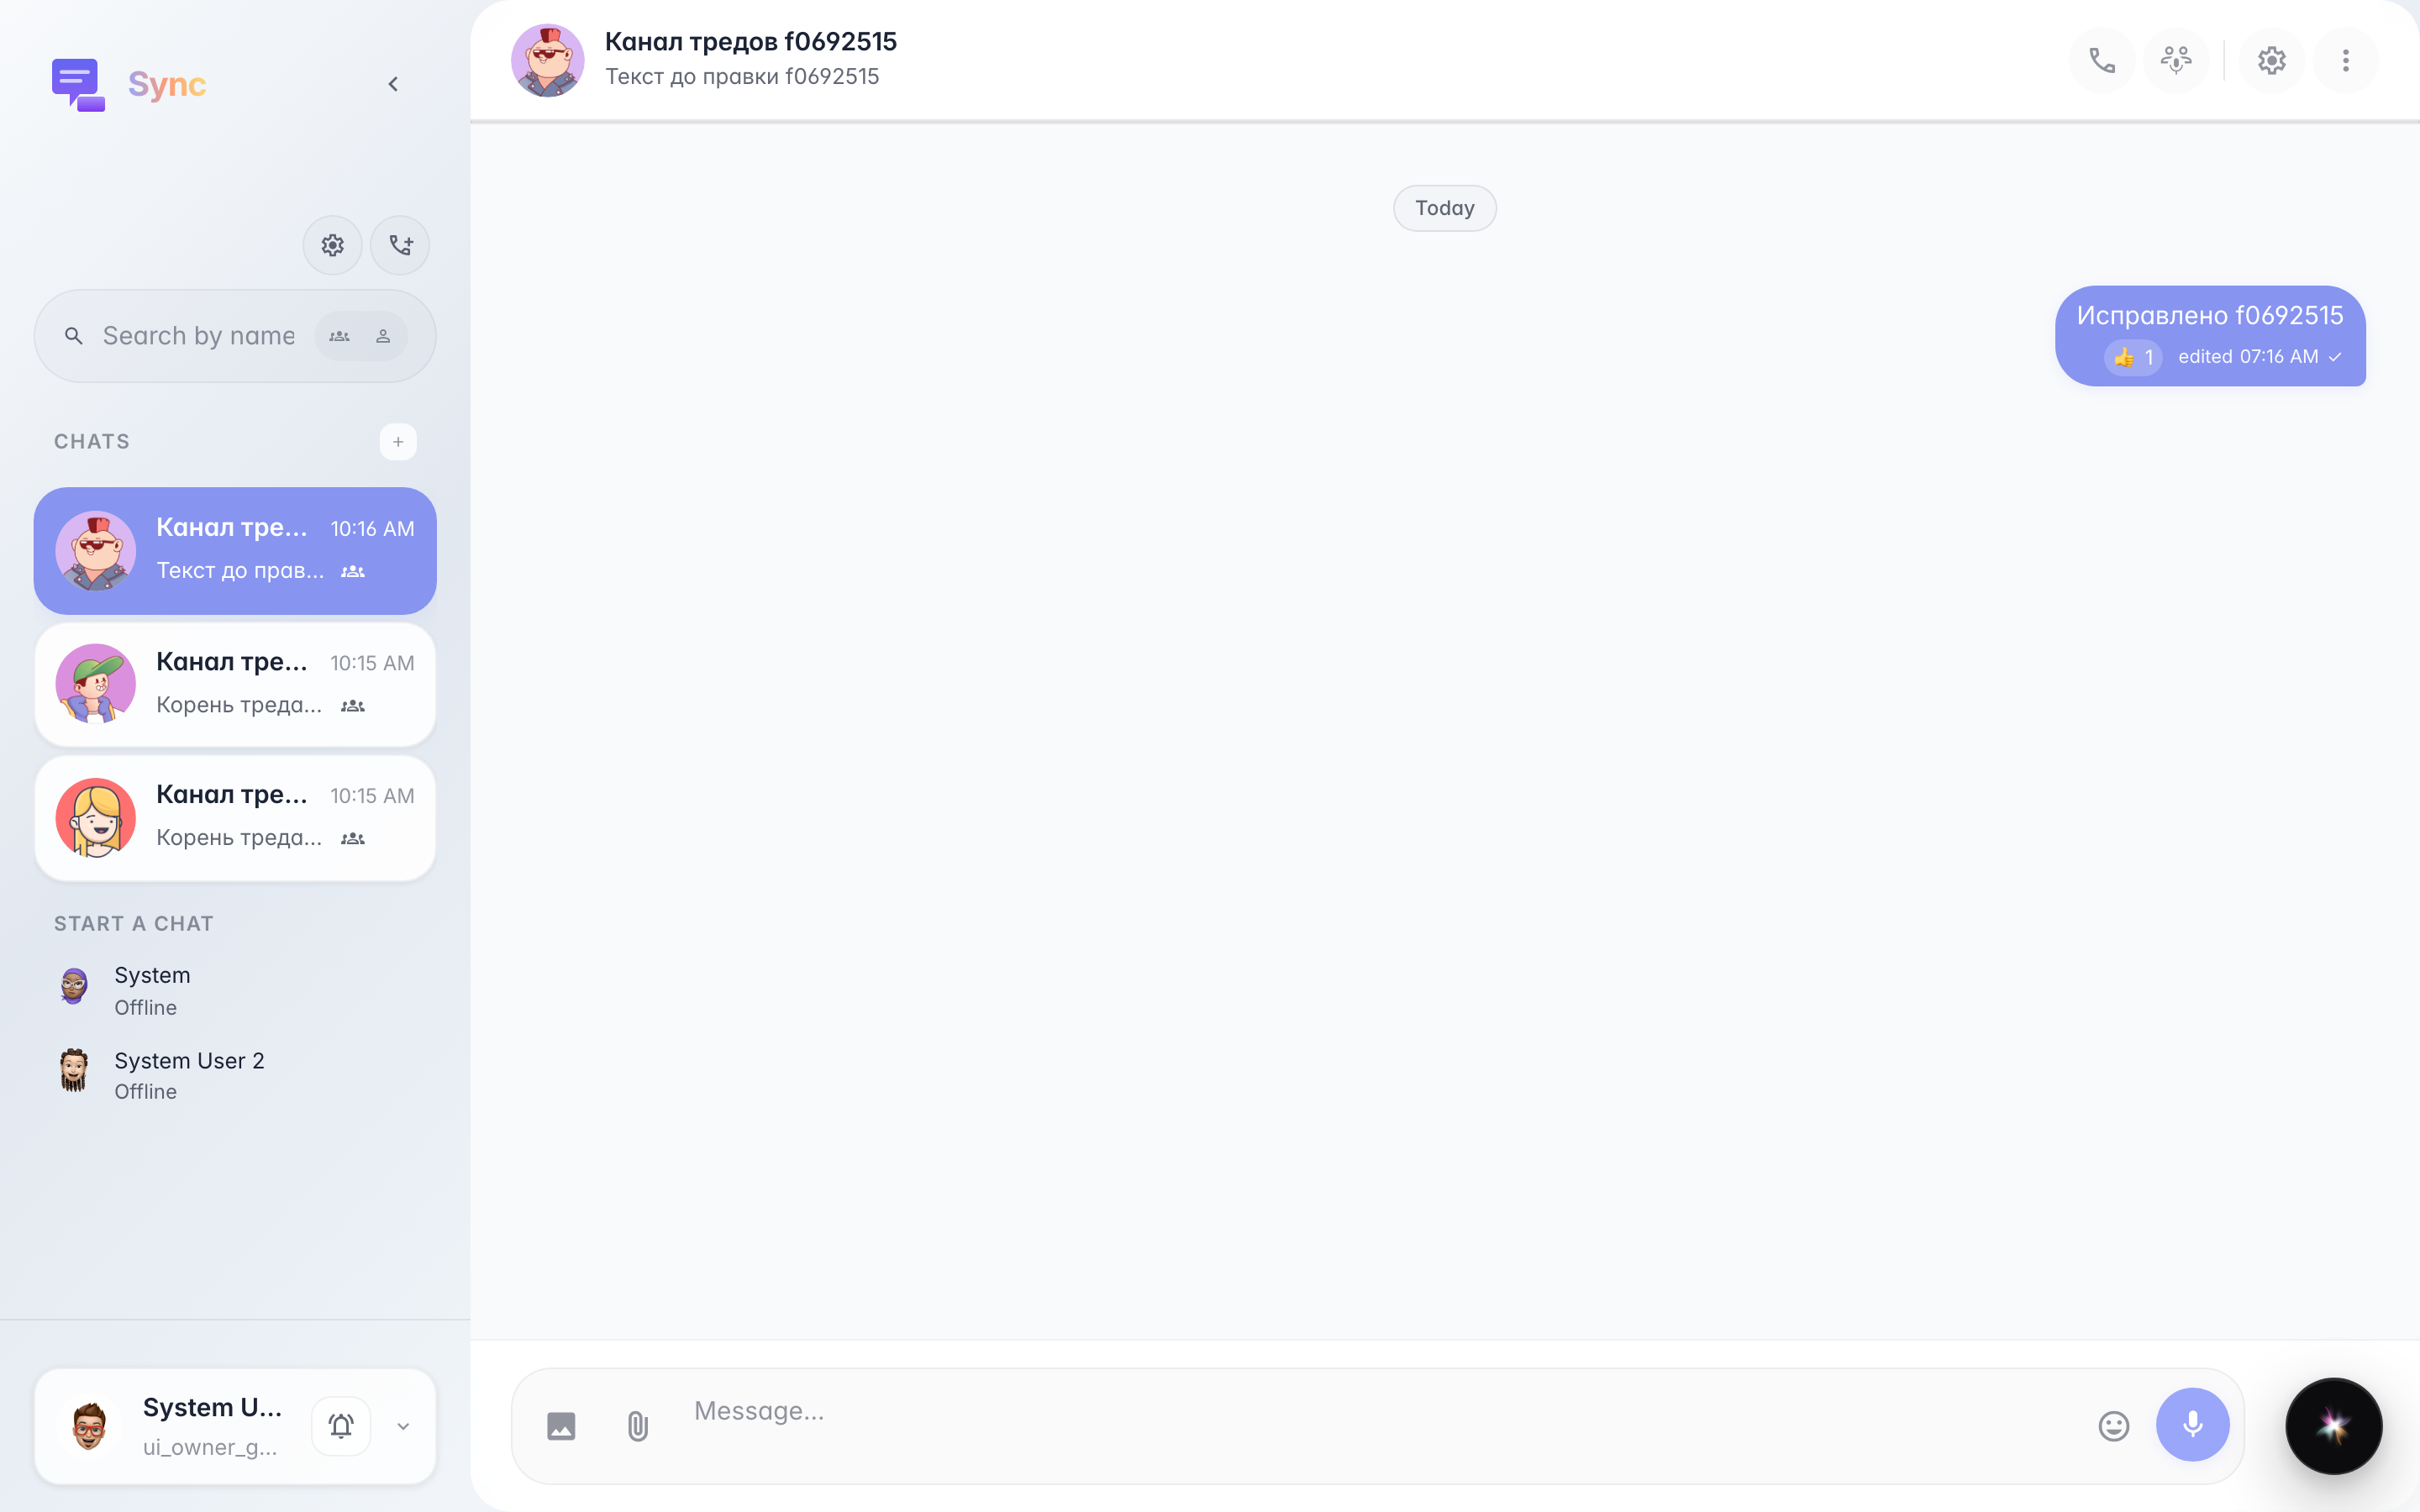 Sync
Search by name
CHATS
Канал тре... 10:16 AM
Текст до прав...
Канал тре... 10:15 AM
Корень треда...
Канал тре... 10:15 AM
Корень треда...
START A CHAT
System
Offline
System User 2
Offline
System U...
ui_owner_g...
Канал тредов f0692515
Текст до правки f0692515
Today
Исправлено f0692515
👍 1 edited 07:16 AM
Message...